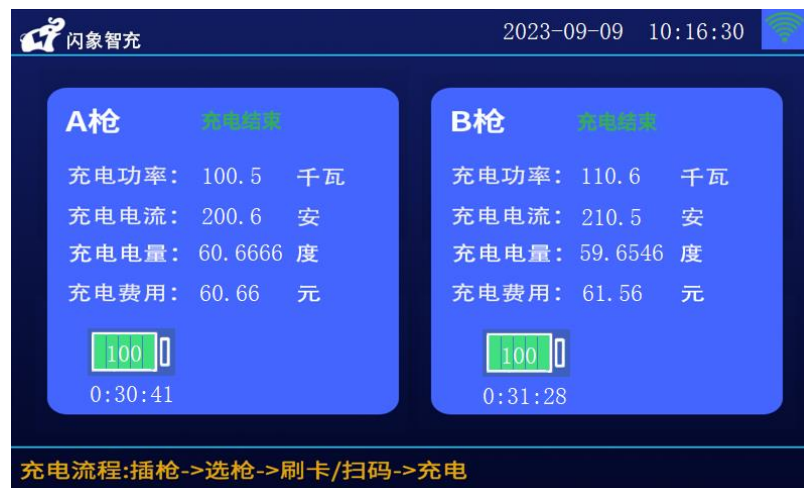 闪象智充
2023-09-09 10:16:30
A枪 充电结束
充电功率: 100.5 千瓦
充电电流: 200.6 安
充电电量: 60.6666 度
充电费用: 60.66 元
100
0:30:41
B枪 充电结束
充电功率: 110.6 千瓦
充电电流: 210.5 安
充电电量: 59.6546 度
充电费用: 61.56 元
100
0:31:28
充电流程:插枪->选枪->刷卡/扫码->充电